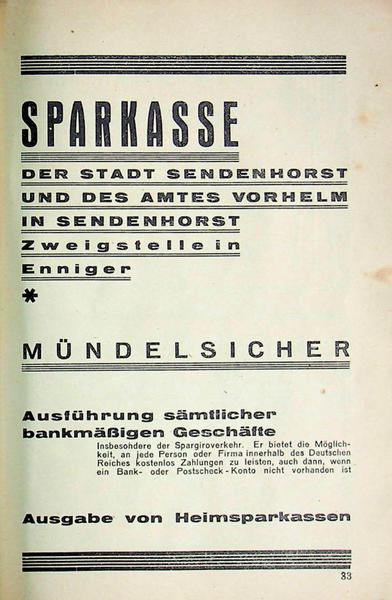 SPARKASSE
DER STADT SENDENHORST
UND DES AMTES VORHELM
IN SENDENHORST
Zweigstelle in
Enniger
*
MÜNDELSICHER
Ausführung sämtlicher
bankmäßigen Geschäfte
Insbesondere der Spargiroverkehr. Er bietet die Möglich-
keit, an jede Person oder Firma innerhalb des Deutschen
Reiches kostenlos Zahlungen zu leisten, auch dann, wenn
ein Bank- oder Postscheck-Konto nicht vorhanden ist
Ausgabe von Heimsparkassen
33